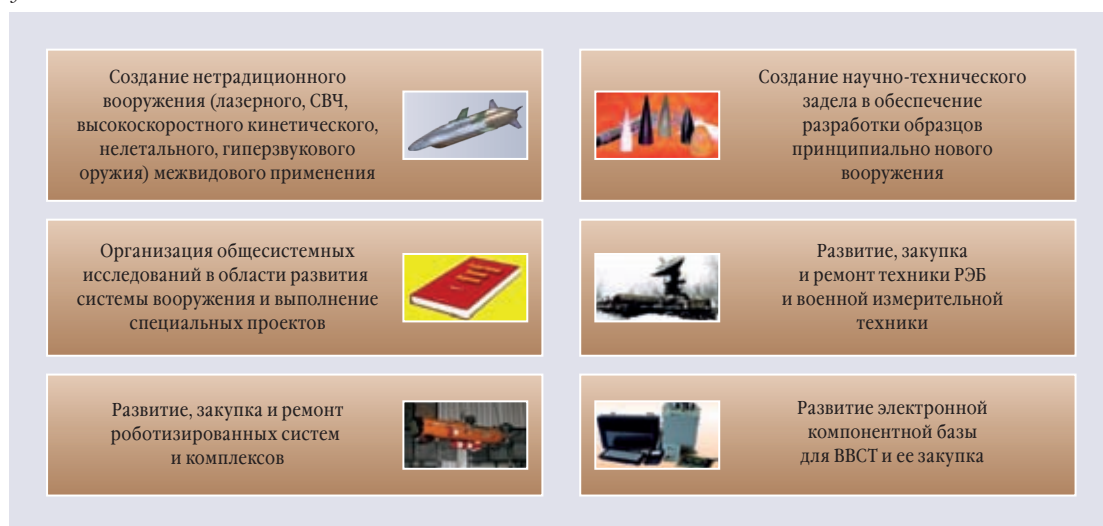 Создание нетрадиционного
вооружения (лазерного, СВЧ,
высокоскоростного кинетического,
нелетального, гиперзвукового
оружия) межвидового применения
Создание научно-технического
задела в обеспечение
разработки образцов
принципиально нового
вооружения
Организация общесистемных
исследований в области развития
системы вооружения и выполнение
специальных проектов
Развитие, закупка
и ремонт техники РЭБ
и военной измерительной
техники
Развитие, закупка и ремонт
роботизированных систем
и комплексов
Развитие электронной
компонентной базы
для ВВСТ и ее закупка